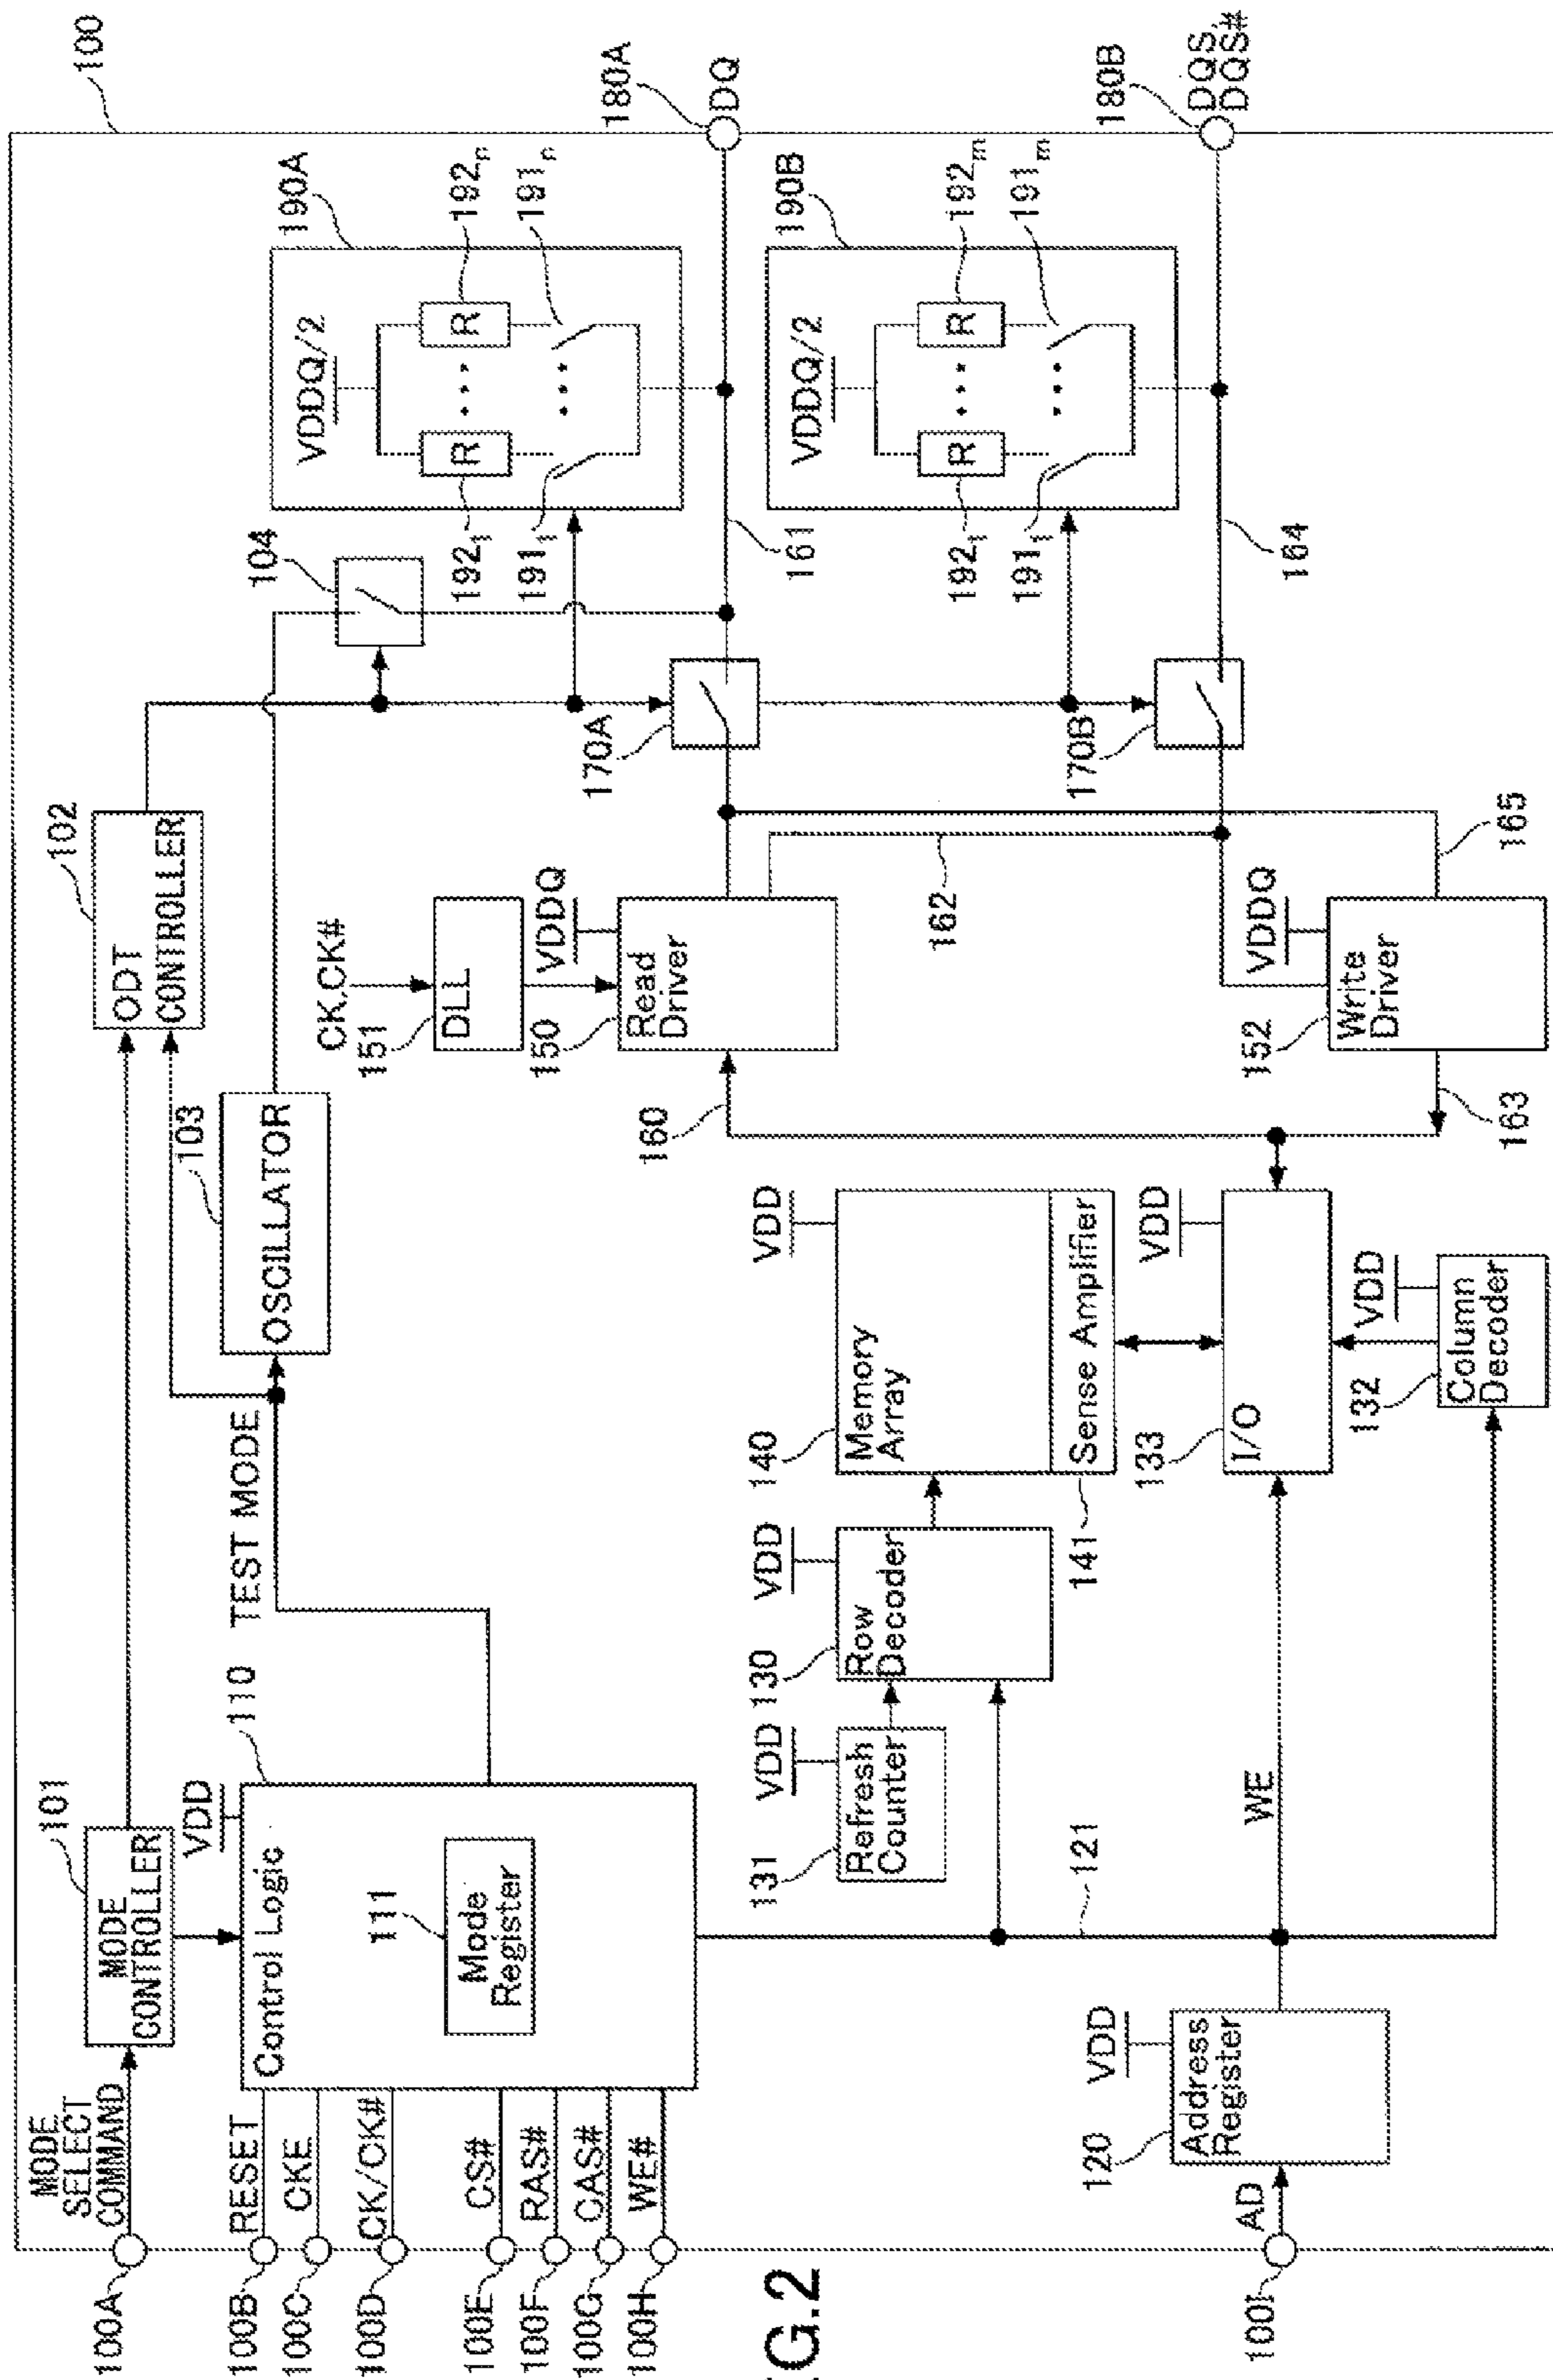 100
MODE
SELECT
COMMAND
100A
101
MODE
CONTROLLER
102
ODT
CONTROLLER
103
OSCILLATOR
104
190A
VDDQ/2
R
R
192₁
192ₙ
191₁
191ₙ
180A
DQ
161
100B
RESET
100C
CKE
100D
CK/CK#
100E
CS#
100F
RAS#
100G
CAS#
100H
WE#
VDD
110
TEST MODE
Control Logic
111
Mode
Register
CK,CK#
151
DLL
VDDQ
150
Read
Driver
160
162
170A
190B
VDDQ/2
R
R
192₁
192ₘ
191₁
191ₘ
180B
DQS,
DQS#
164
170B
VDD
131
Refresh
Counter
VDD
130
Row
Decoder
VDD
140
Memory
Array
141
Sense Amplifier
121
WE
VDD
133
I/O
VDD
132
Column
Decoder
VDDQ
152
Write
Driver
163
165
100I
AD
VDD
120
Address
Register
G.2